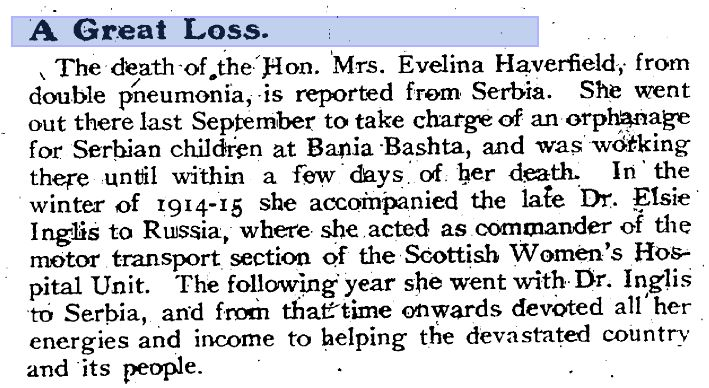 A Great Loss.
The death of the Hon. Mrs. Evelina Haverfield, from
double pneumonia, is reported from Serbia. She went
out there last September to take charge of an orphanage
for Serbian children at Bania Bashta, and was working
there until within a few days of her death. In the
winter of 1914-15 she accompanied the late Dr. Elsie
Inglis to Russia, where she acted as commander of the
motor transport section of the Scottish Women's Hos-
pital Unit. The following year she went with Dr. Inglis
to Serbia, and from that time onwards devoted all her
energies and income to helping the devastated country
and its people.